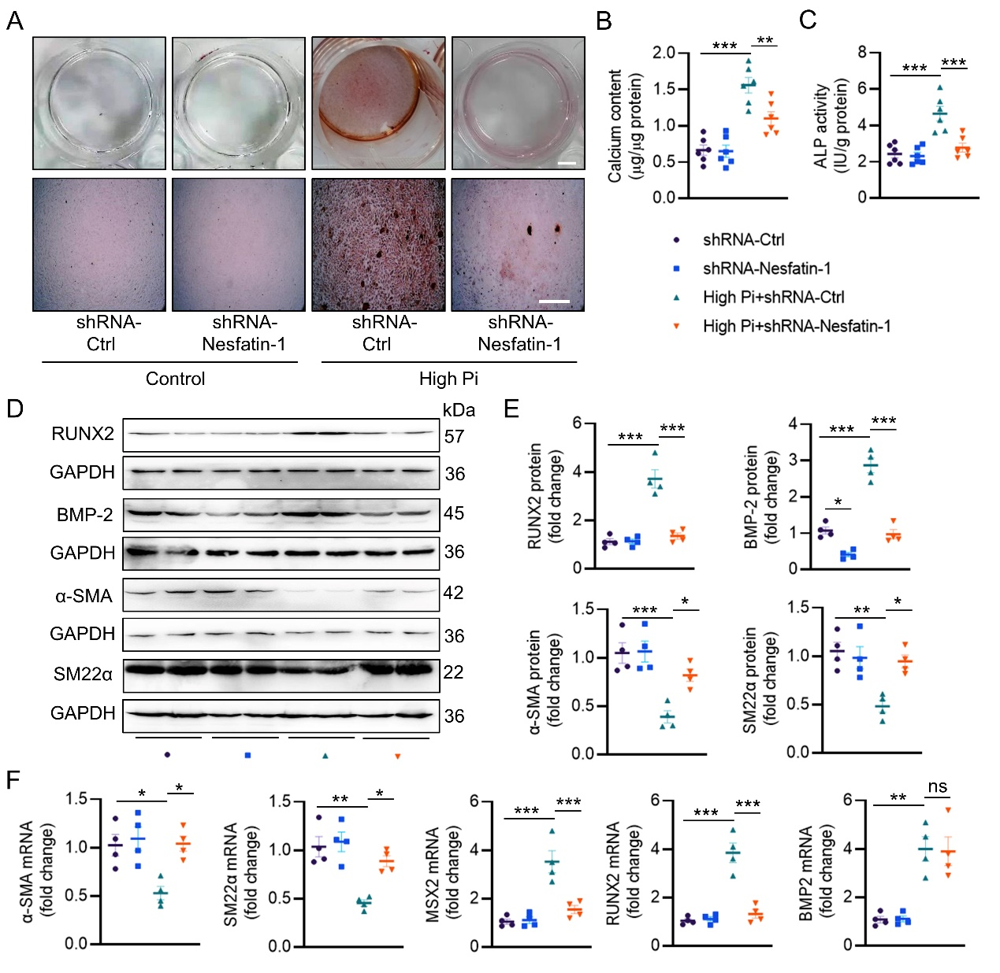 A
shRNA-
Ctrl
shRNA-
Nesfatin-1
shRNA-
Ctrl
shRNA-
Nesfatin-1
Control
High Pi
B
Calcium content
(μg/μg protein)
2.0
1.5
1.0
0.5
0.0
***
**
C
ALP activity
(IU/g protein)
8
6
4
2
0
***
***
shRNA-Ctrl
shRNA-Nesfatin-1
High Pi+shRNA-Ctrl
High Pi+shRNA-Nesfatin-1
D
kDa
RUNX2
57
GAPDH
36
BMP-2
45
GAPDH
36
α-SMA
42
GAPDH
36
SM22α
22
GAPDH
36
E
RUNX2 protein
(fold change)
6
4
2
0
***
***
BMP-2 protein
(fold change)
4
3
2
1
0
*
***
***
α-SMA protein
(fold change)
1.5
1.0
0.5
0.0
***
*
SM22α protein
(fold change)
1.5
1.0
0.5
0.0
**
*
F
α-SMA mRNA
(fold change)
1.5
1.0
0.5
0.0
*
*
SM22α mRNA
(fold change)
1.5
1.0
0.5
0.0
**
*
MSX2 mRNA
(fold change)
6
4
2
0
***
***
RUNX2 mRNA
(fold change)
6
4
2
0
***
***
BMP2 mRNA
(fold change)
6
4
2
0
**
ns